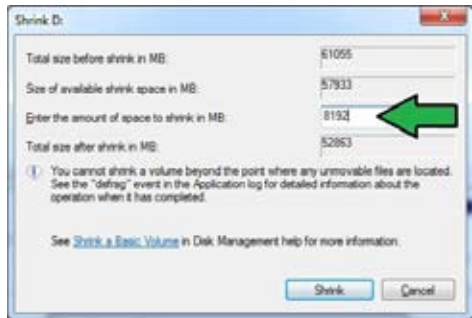 Shrink D:
Total size before shrink in MB: 61055
Size of available shrink space in MB: 57933
Enter the amount of space to shrink in MB: 8192
Total size after shrink in MB: 52863
You cannot shrink a volume beyond the point where any unmovable files are located.
See the "defrag" event in the Application log for detailed information about the
operation when it has completed.
See Shrink a Basic Volume in Disk Management help for more information.
Shrink Cancel